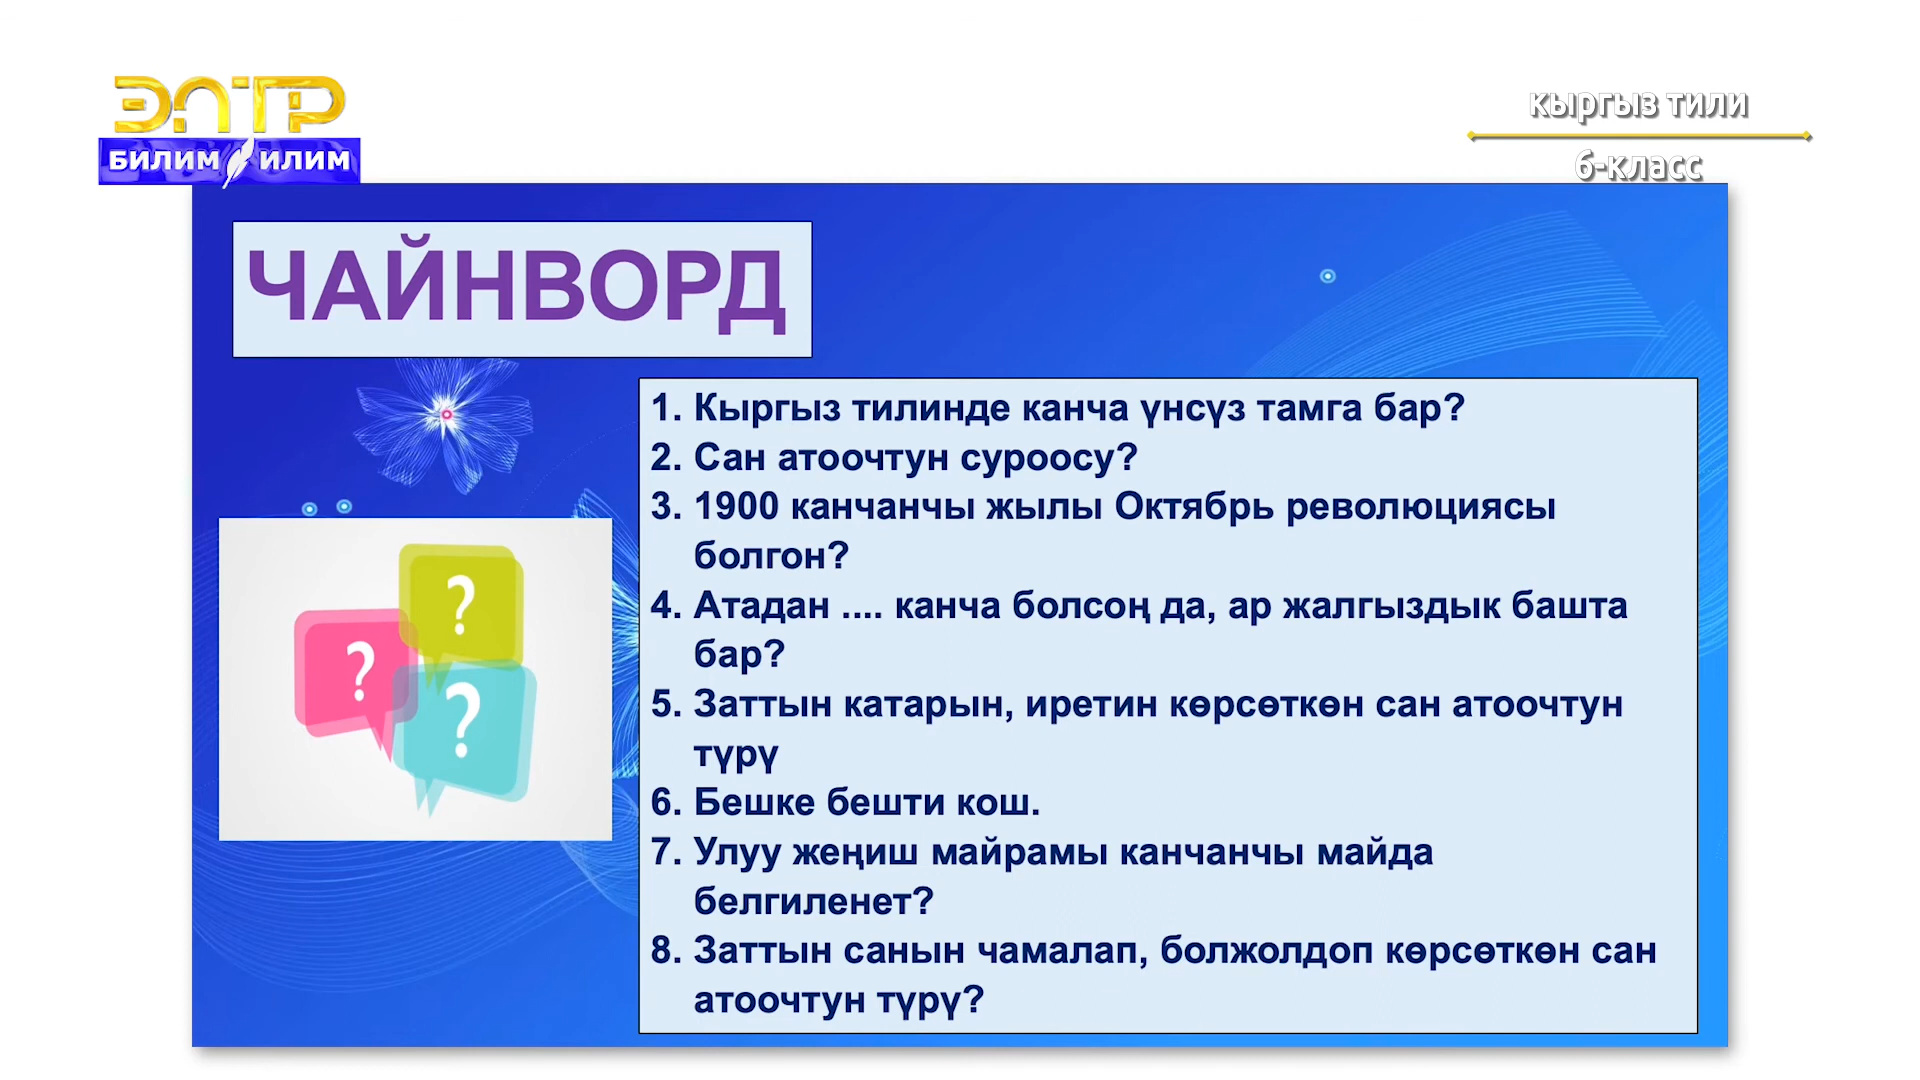 ЭЛТР
БИЛИМ ИЛИМ
кыргыз тили
6-класс
ЧАЙНВОРД
1. Кыргыз тилинде канча үнсүз тамга бар?
2. Сан атоочтун суроосу?
3. 1900 канчанчы жылы Октябрь революциясы
болгон?
4. Атадан .... канча болсоң да, ар жалгыздык башта
бар?
5. Заттын катарын, иретин көрсөткөн сан атоочтун
түрү
6. Бешке бешти кош.
7. Улуу жеңиш майрамы канчанчы майда
белгиленет?
8. Заттын санын чамалап, болжолдоп көрсөткөн сан
атоочтун түрү?
?
?
?